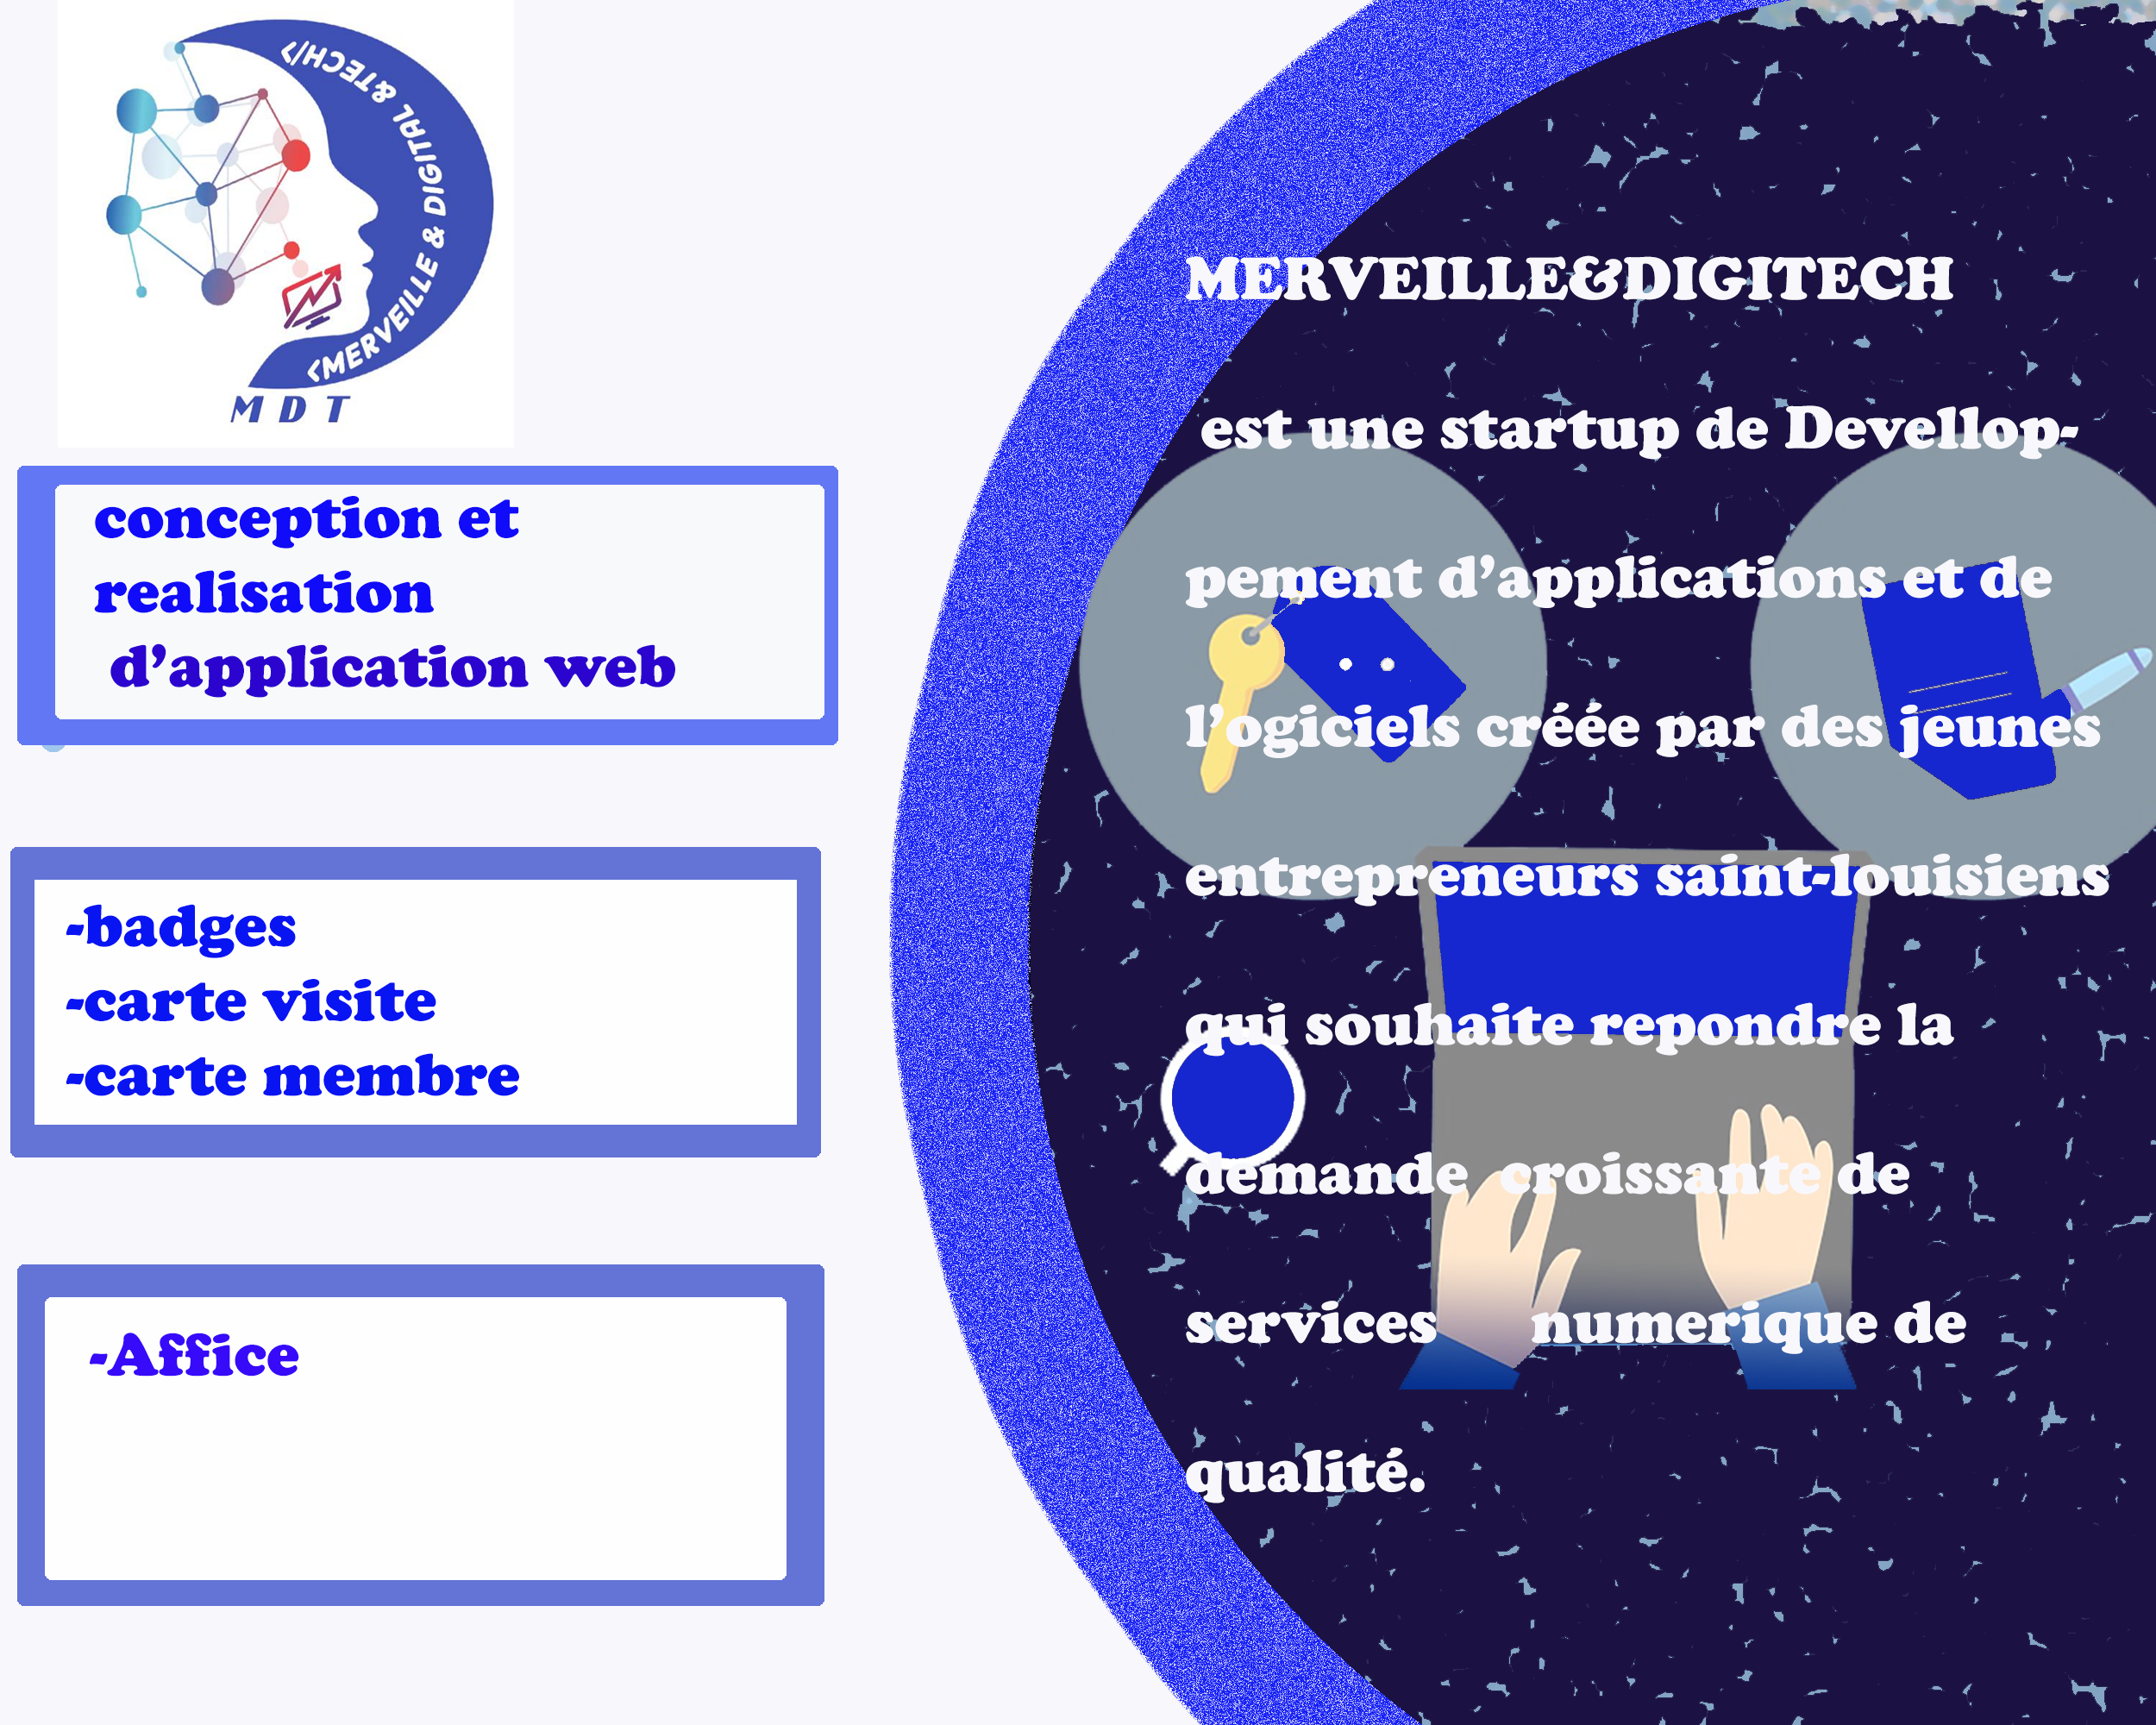 <MERVEILLE & DIGITAL &TECH/>
MDT
conception et
realisation
d’application web
-badges
-carte visite
-carte membre
-Affice
MERVEILLE&DIGITECH
est une startup de Devellop-
pement d’applications et de
l’ogiciels créée par des jeunes
entrepreneurs saint-louisiens
qui souhaite repondre la
demande croissante de
services numerique de
qualité.